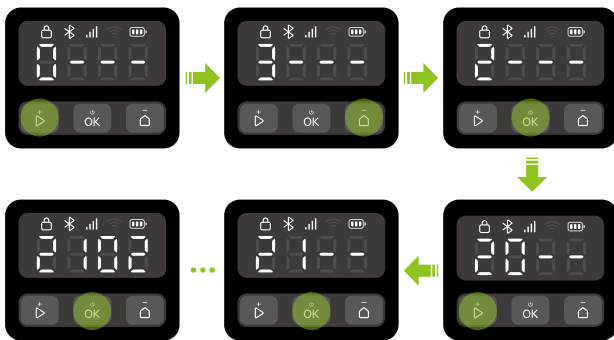 0---
+ OK −
3---
+ OK −
2---
+ OK −
2102
+ OK −
21--
+ OK −
20--
+ OK −